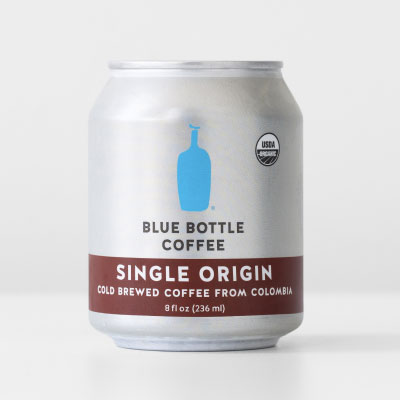 USDA
ORGANIC
BLUE BOTTLE
COFFEE
SINGLE ORIGIN
COLD BREWED COFFEE FROM COLOMBIA
8 fl oz (236 ml)